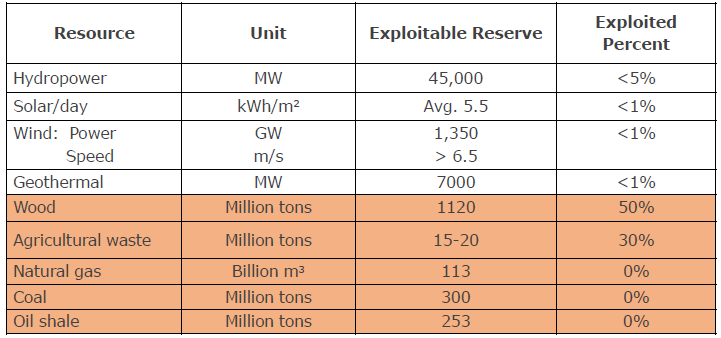 Resource Unit Exploitable Reserve Exploited Percent
Hydropower MW 45,000 <5%
Solar/day kWh/m² Avg. 5.5 <1%
Wind: Power GW 1,350 <1%
Speed m/s > 6.5
Geothermal MW 7000 <1%
Wood Million tons 1120 50%
Agricultural waste Million tons 15-20 30%
Natural gas Billion m³ 113 0%
Coal Million tons 300 0%
Oil shale Million tons 253 0%